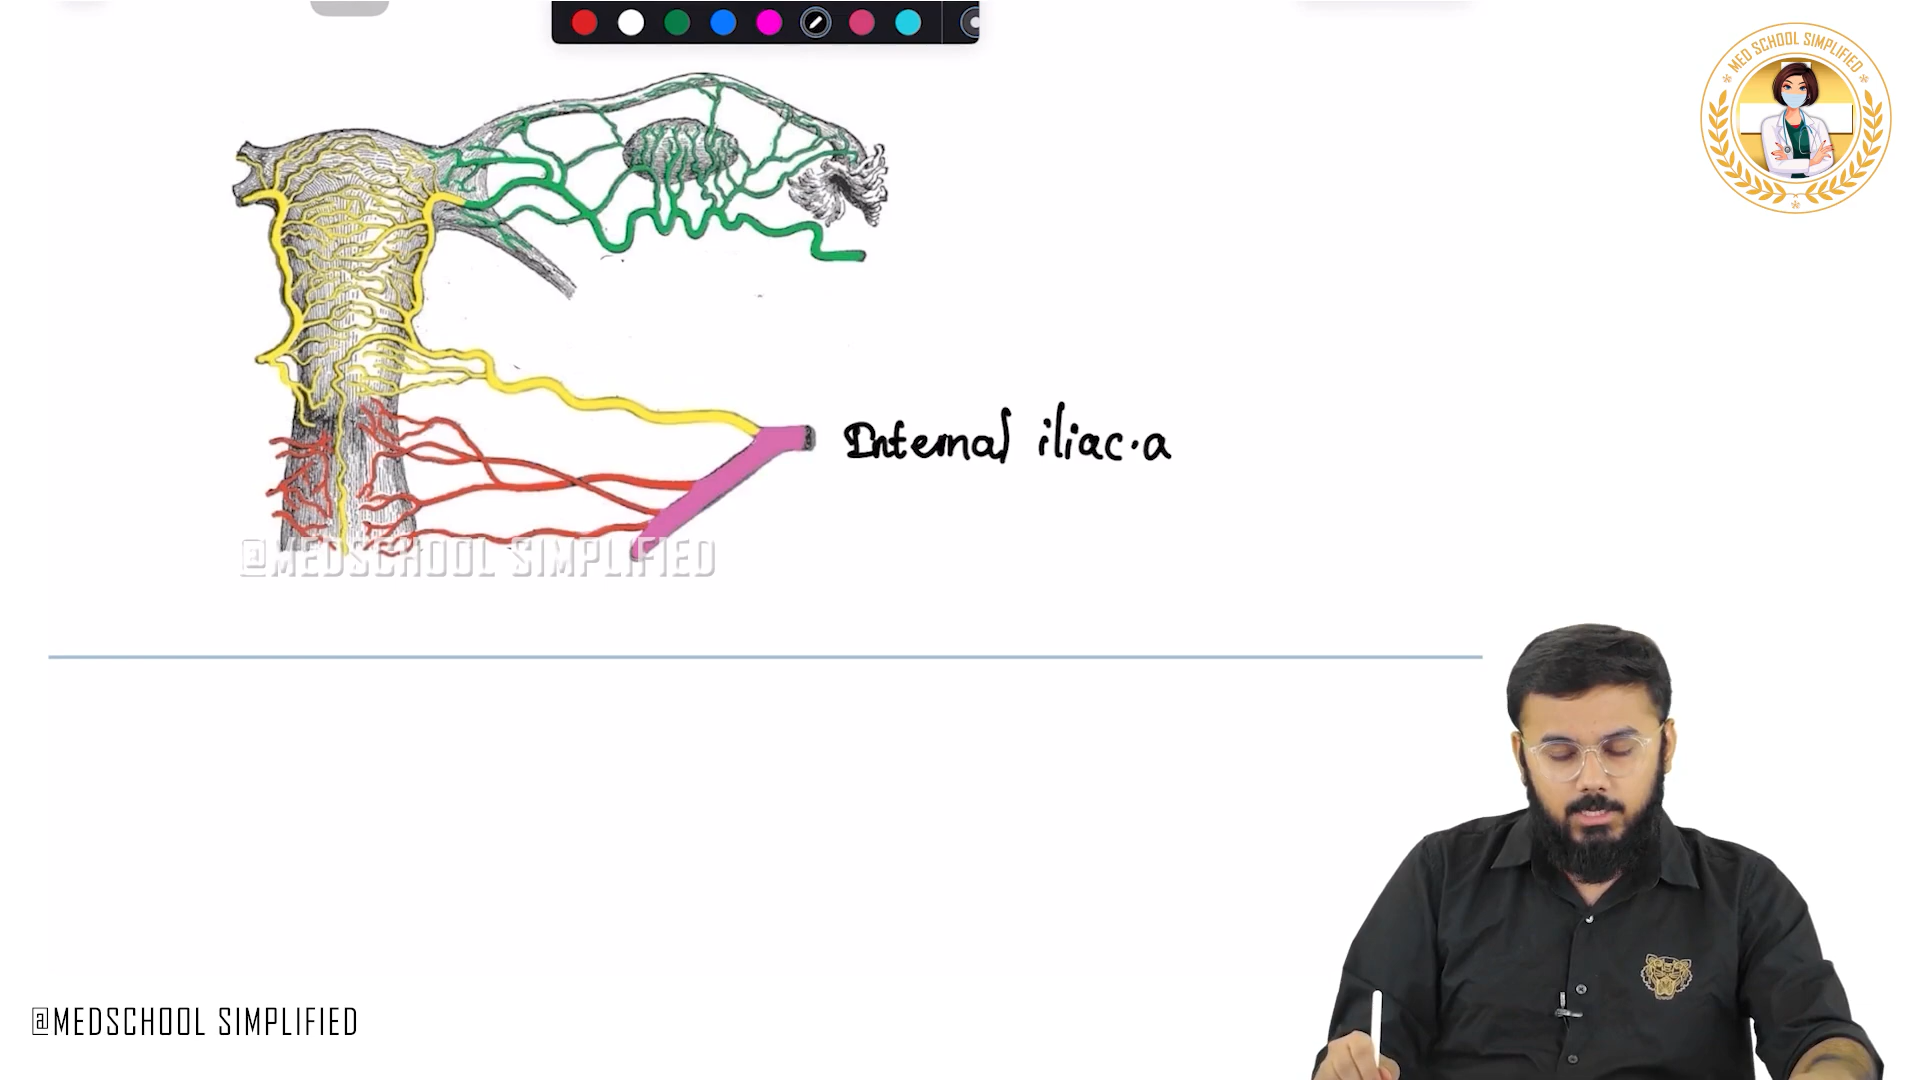 MED SCHOOL SIMPLIFIED
Internal iliac.a
@MEDSCHOOL SIMPLIFIED
@MEDSCHOOL SIMPLIFIED